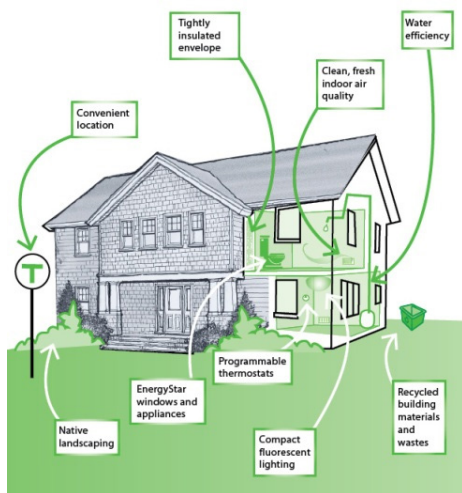 Tightly
insulated
envelope
Water
efficiency
Clean, fresh
indoor air
quality
Convenient
location
T
EnergyStar
windows and
appliances
Programmable
thermostats
Native
landscaping
Compact
fluorescent
lighting
Recycled
building
materials
and
wastes